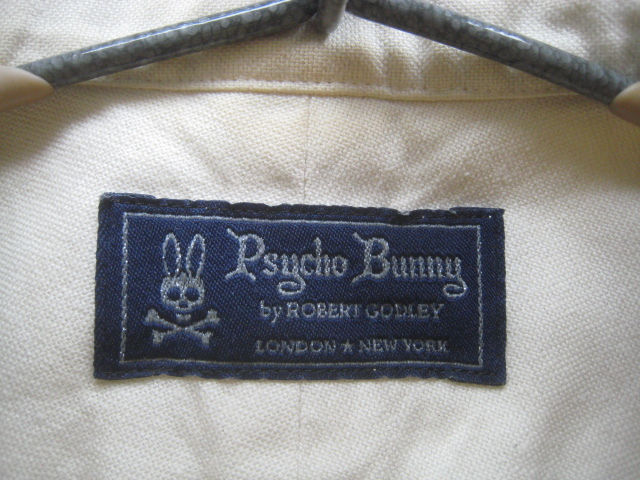 Psycho Bunny
by ROBERT GODLEY
LONDON ★ NEW YORK